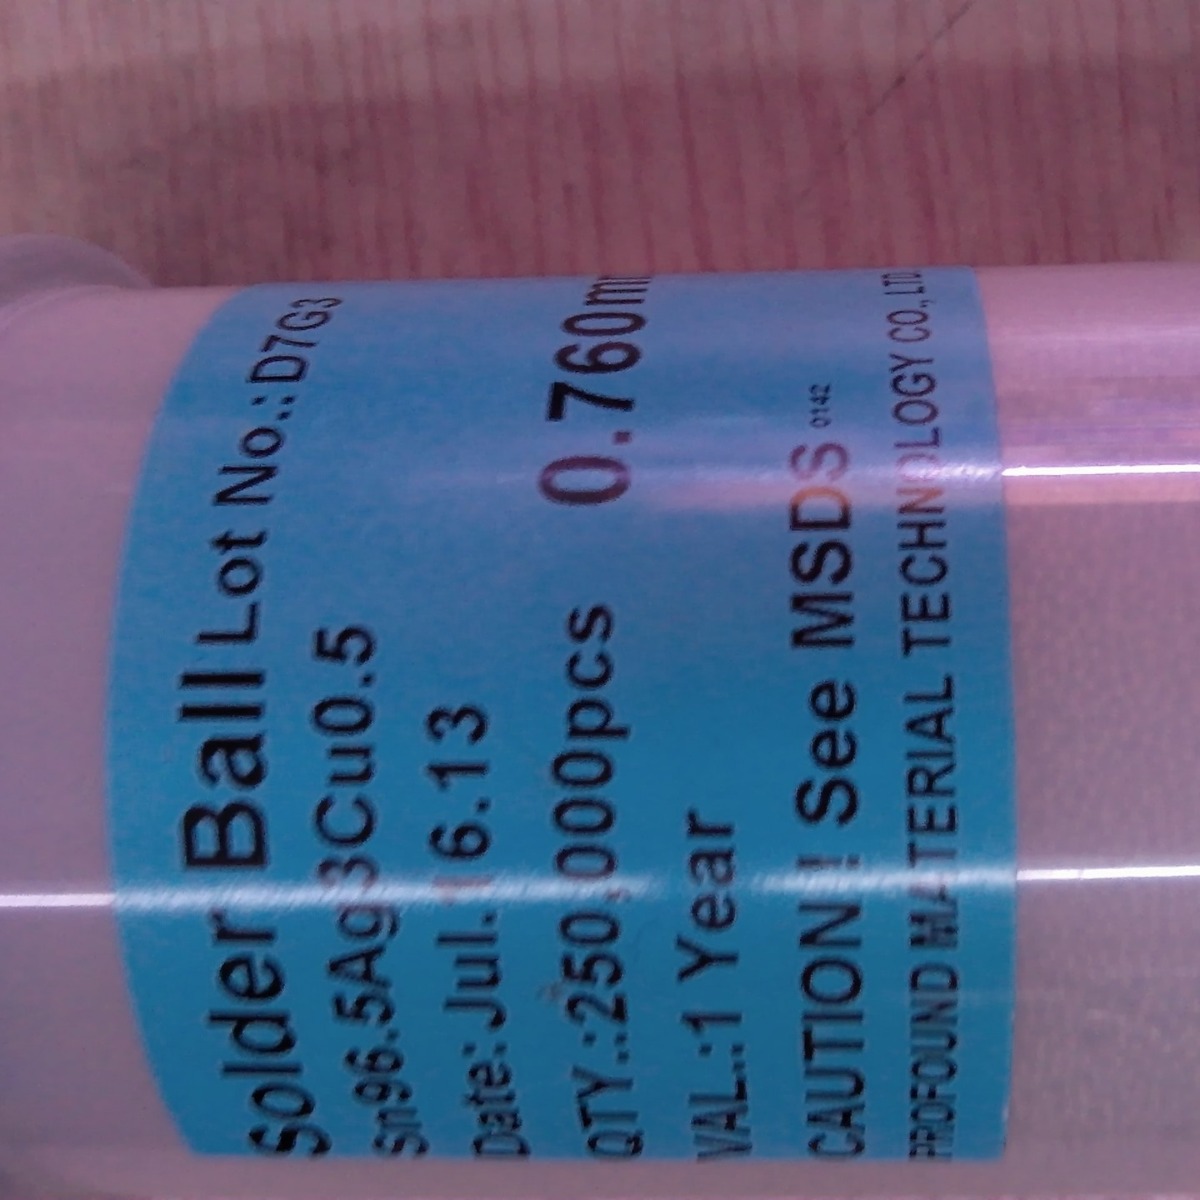 Solder Ball Lot No.:D7G3
Sn96.5Ag3Cu0.5
Date:Jul.16.13
QTY.:250,000pcs 0.760m
VAL.:1 Year
CAUTION ! See MSDS 0142
PROFOUND MATERIAL TECHNOLOGY CO., LTD